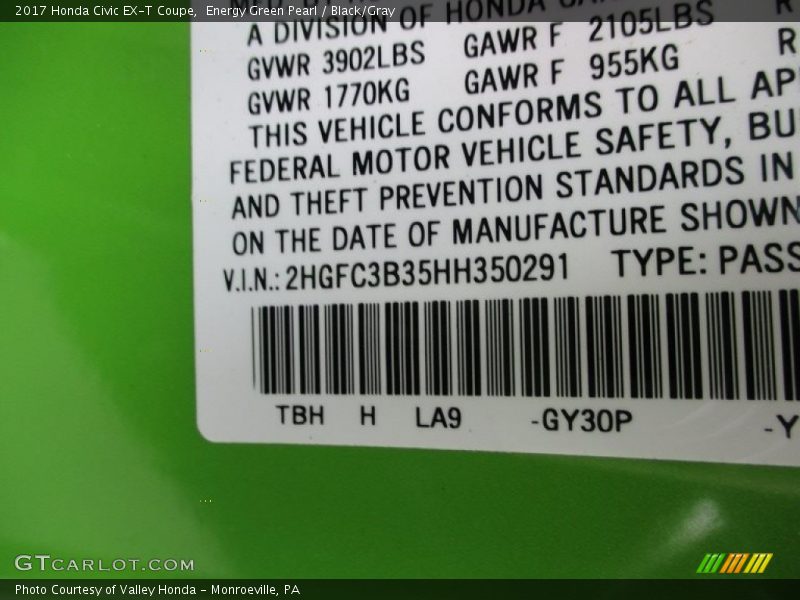 2017 Honda Civic EX-T Coupe, Energy Green Pearl / Black/Gray
A DIVISION OF HONDA
GVWR 3902LBS GAWR F 2105LBS R
GVWR 1770KG GAWR F 955KG R
THIS VEHICLE CONFORMS TO ALL AP
FEDERAL MOTOR VEHICLE SAFETY, BU
AND THEFT PREVENTION STANDARDS IN
ON THE DATE OF MANUFACTURE SHOWN
V.I.N.: 2HGFC3B35HH350291 TYPE: PASS
TBH H LA9 -GY30P -Y
GTCARLOT.COM
Photo Courtesy of Valley Honda - Monroeville, PA